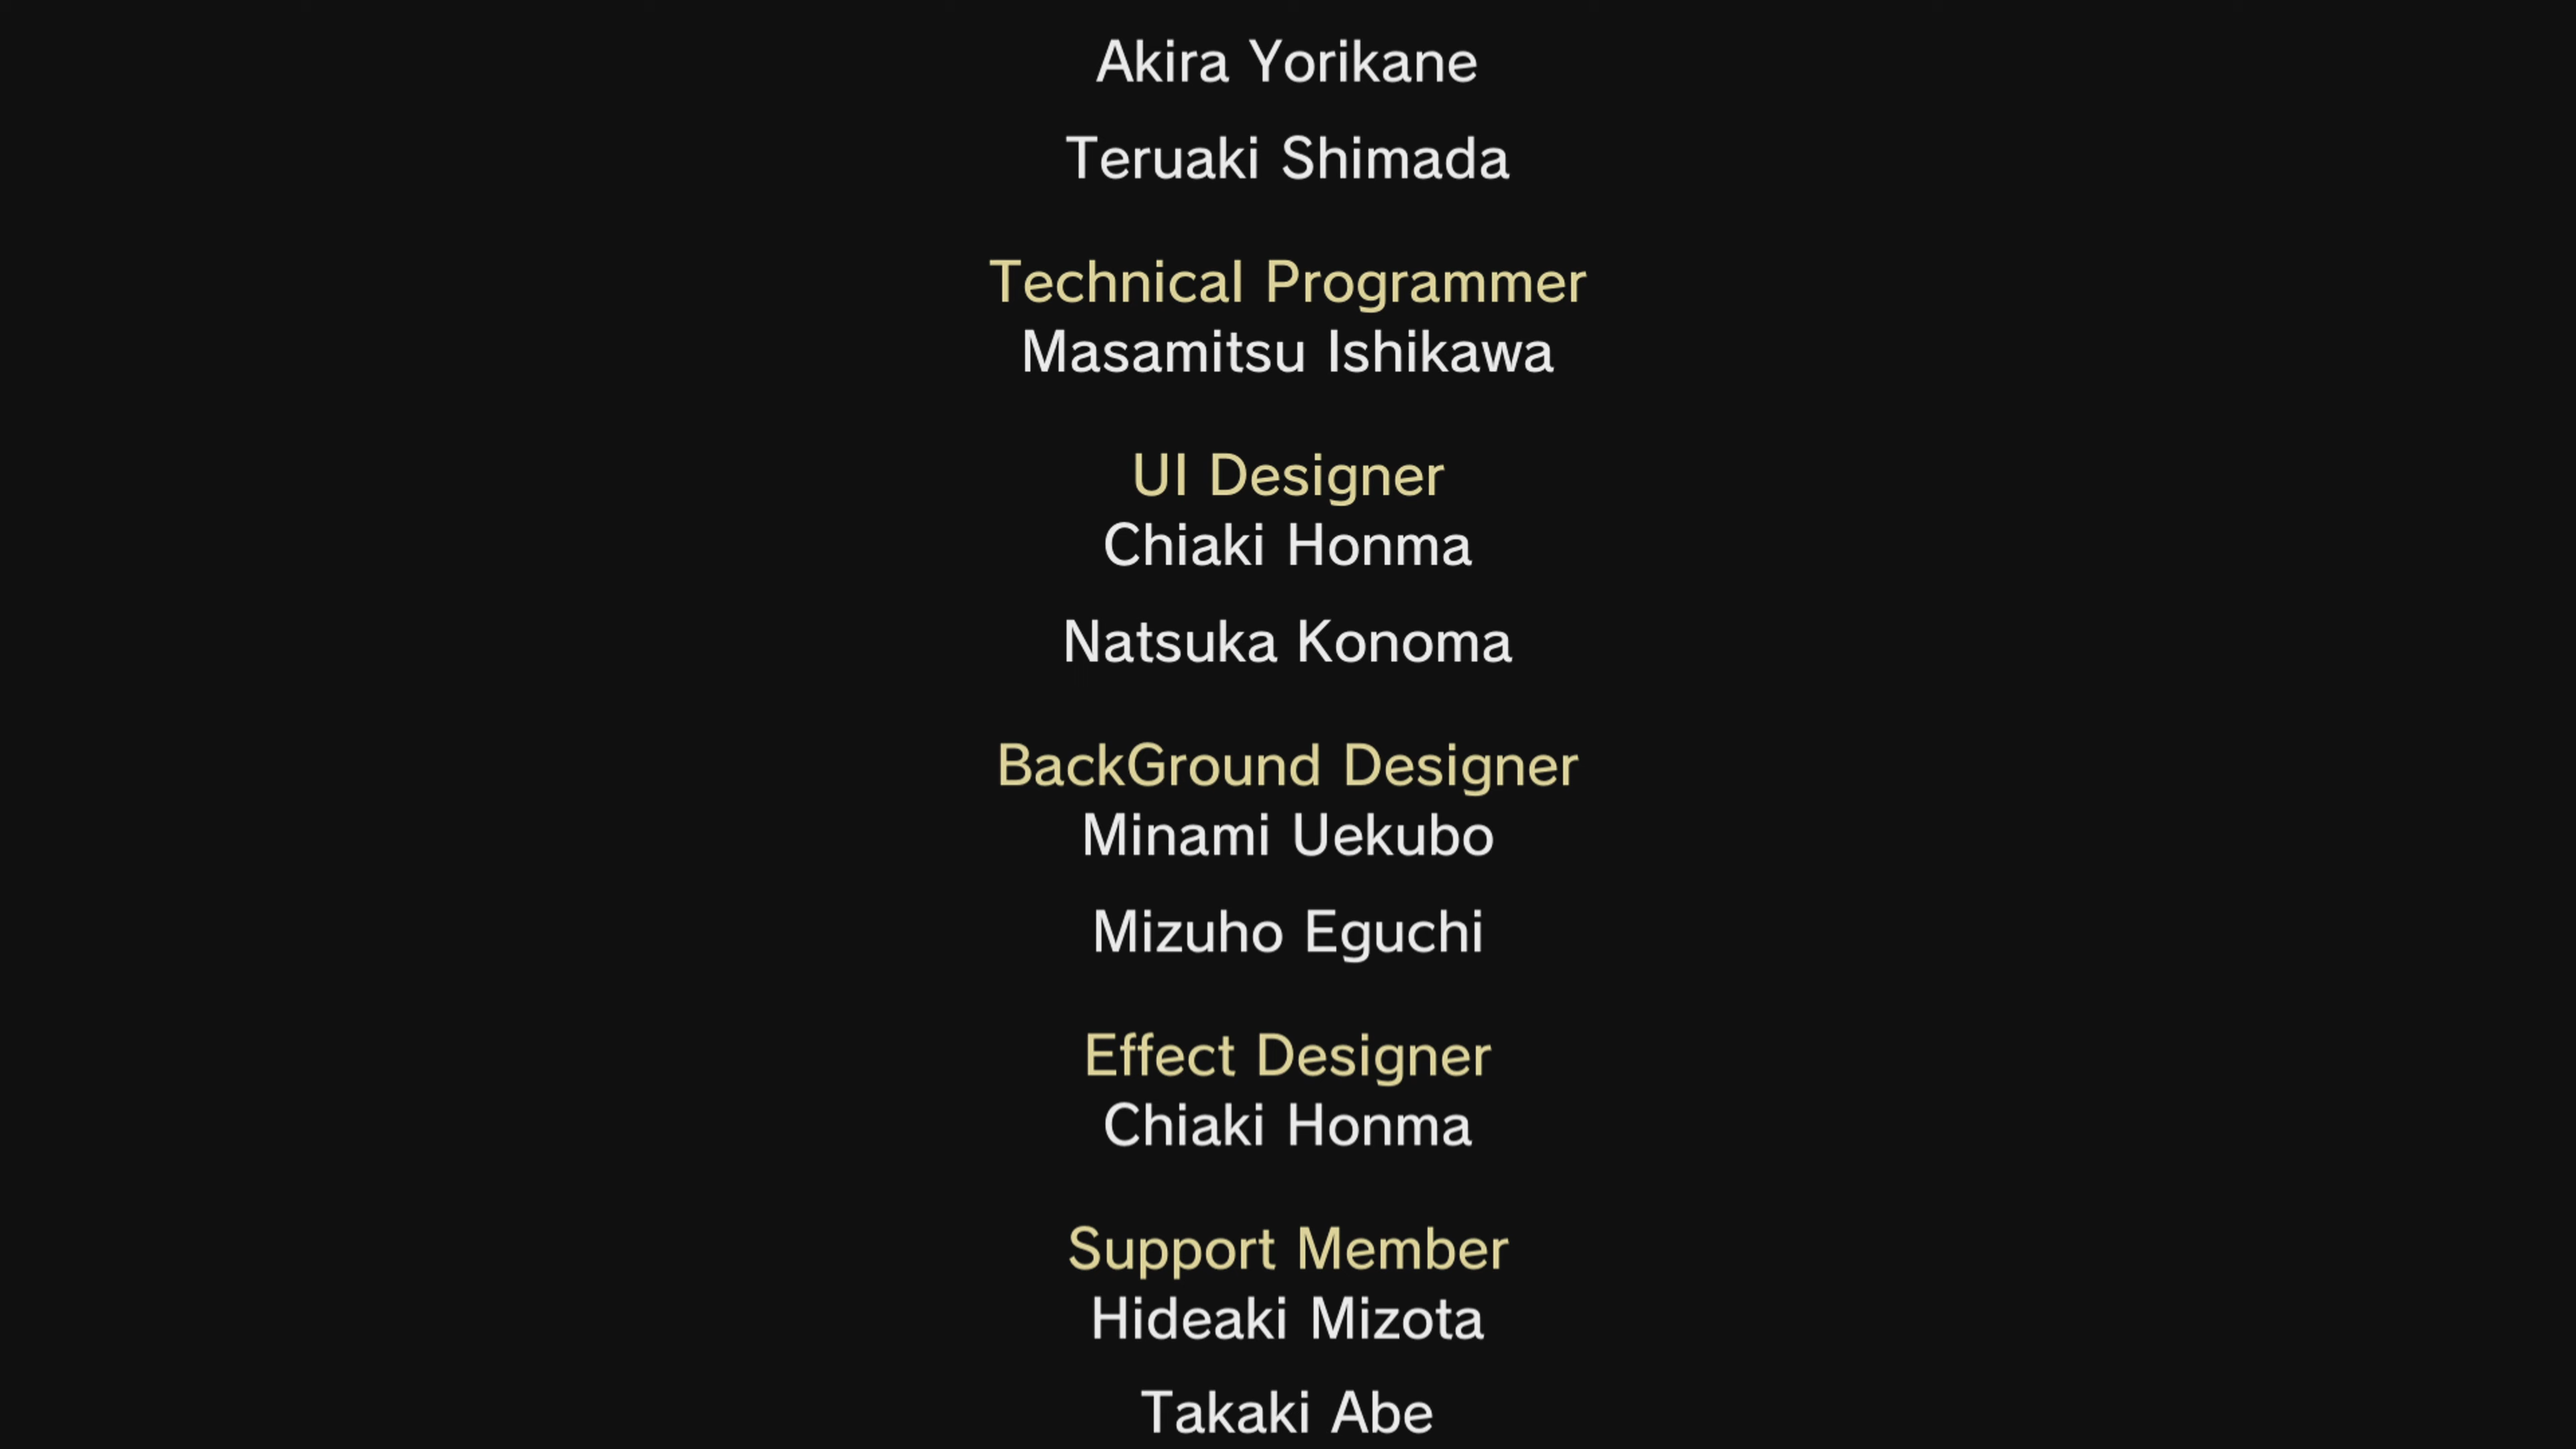 Akira Yorikane
Teruaki Shimada
Technical Programmer
Masamitsu Ishikawa
UI Designer
Chiaki Honma
Natsuka Konoma
BackGround Designer
Minami Uekubo
Mizuho Eguchi
Effect Designer
Chiaki Honma
Support Member
Hideaki Mizota
Takaki Abe